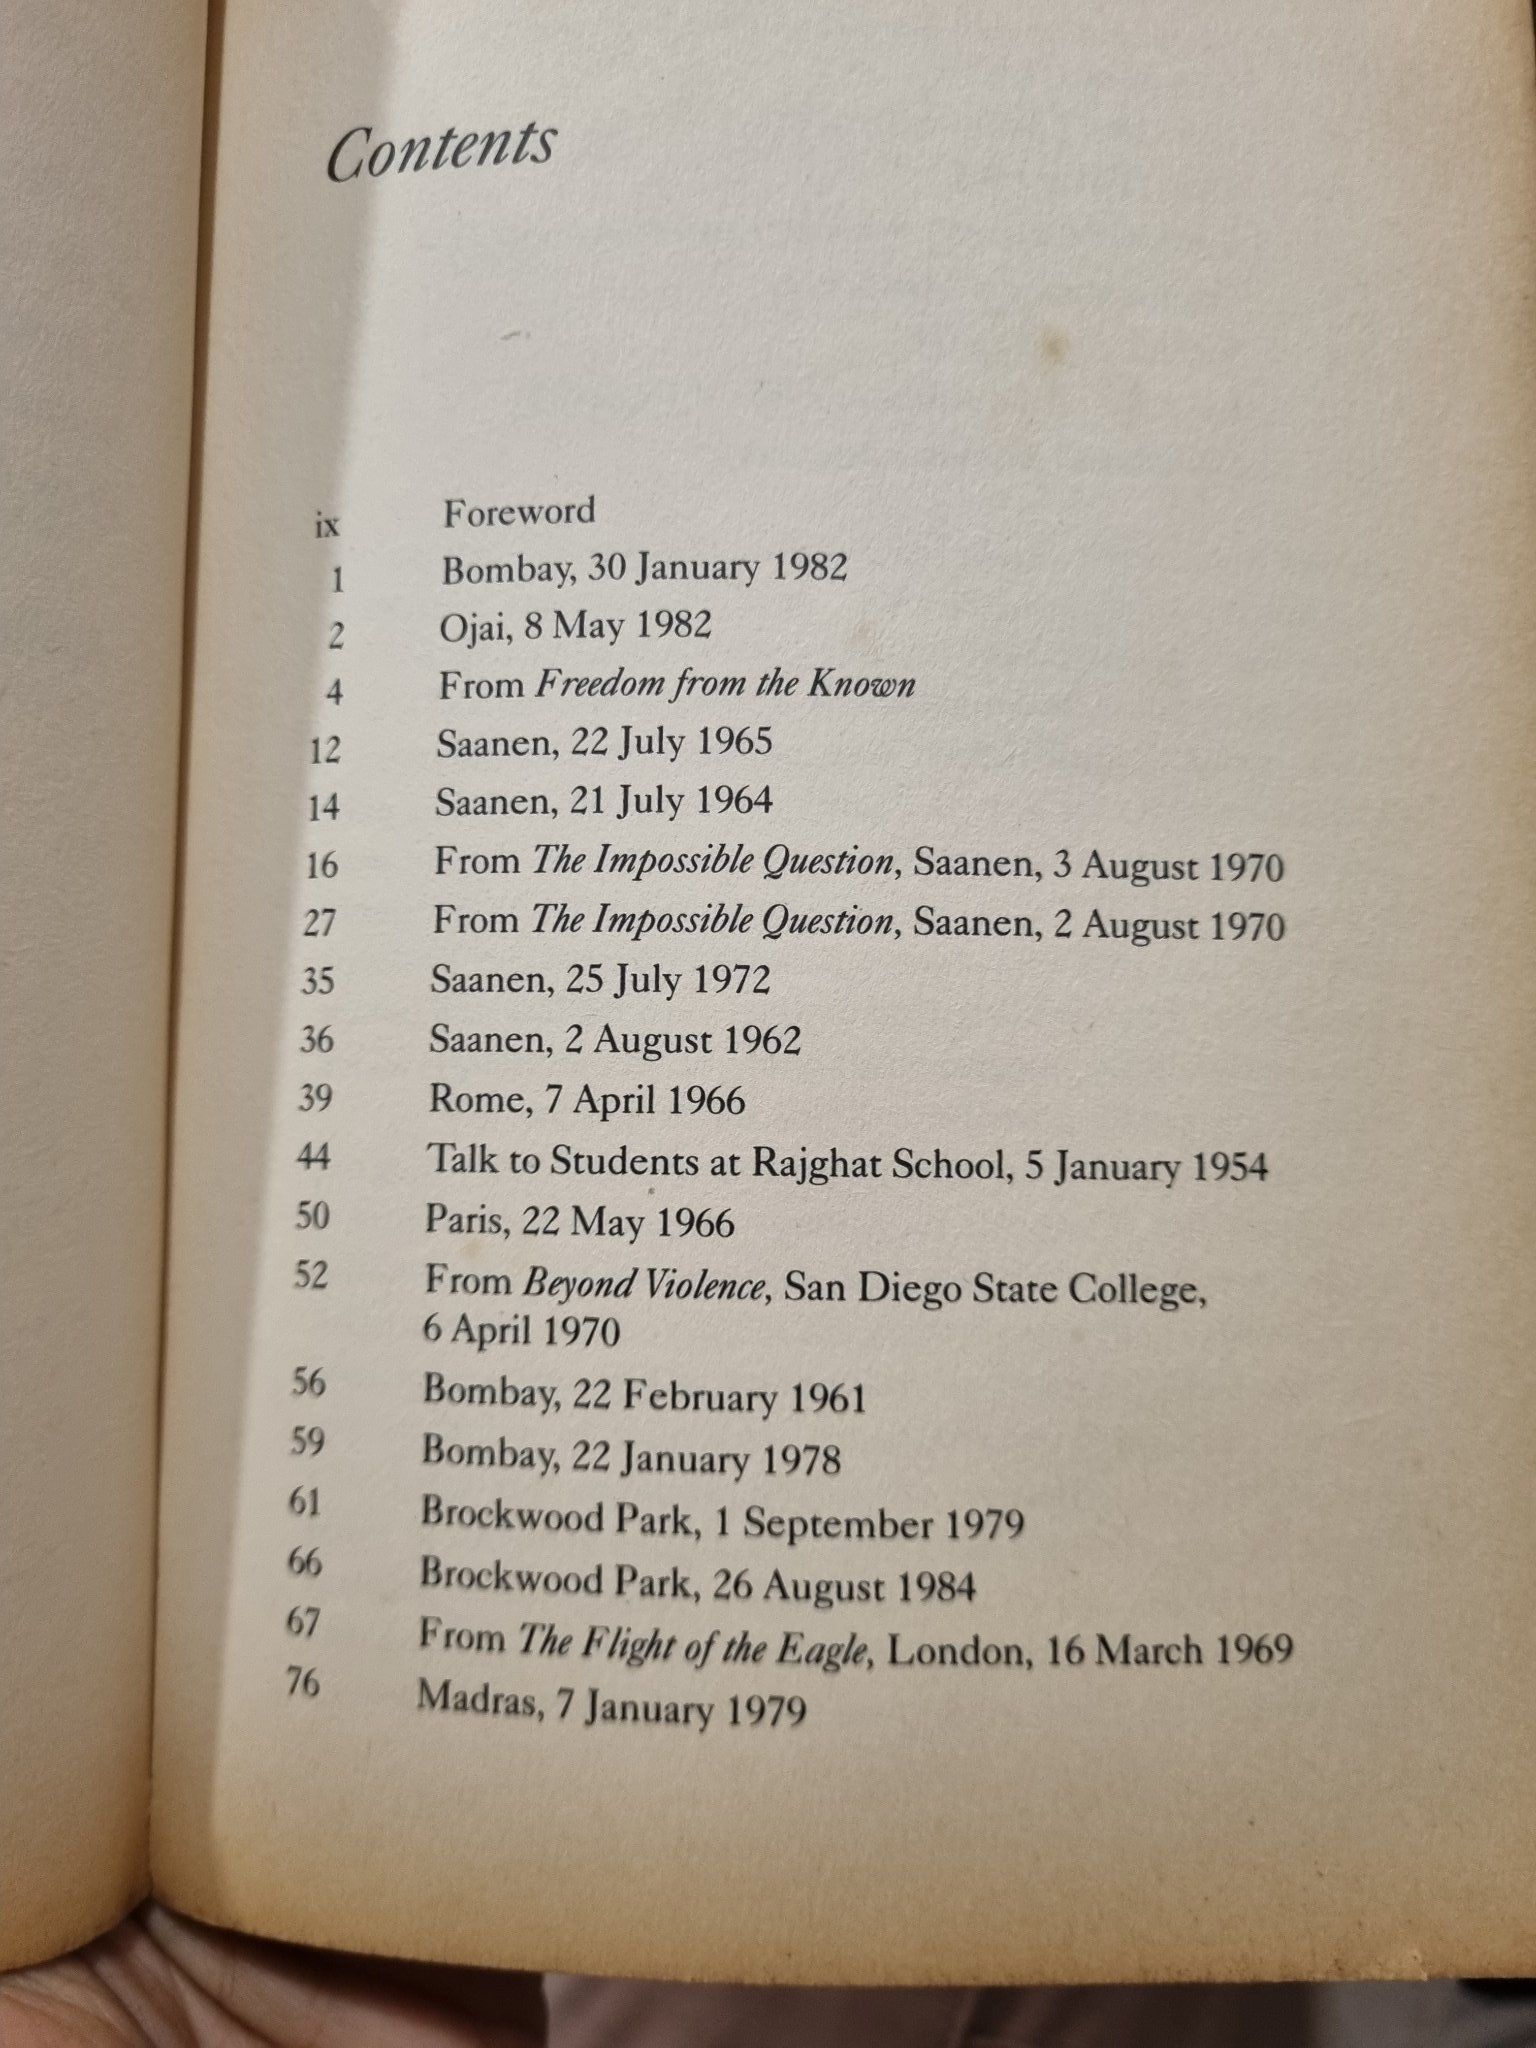 Contents
ix Foreword
1 Bombay, 30 January 1982
2 Ojai, 8 May 1982
4 From Freedom from the Known
12 Saanen, 22 July 1965
14 Saanen, 21 July 1964
16 From The Impossible Question, Saanen, 3 August 1970
27 From The Impossible Question, Saanen, 2 August 1970
35 Saanen, 25 July 1972
36 Saanen, 2 August 1962
39 Rome, 7 April 1966
44 Talk to Students at Rajghat School, 5 January 1954
50 Paris, 22 May 1966
52 From Beyond Violence, San Diego State College,
6 April 1970
56 Bombay, 22 February 1961
59 Bombay, 22 January 1978
61 Brockwood Park, 1 September 1979
66 Brockwood Park, 26 August 1984
67 From The Flight of the Eagle, London, 16 March 1969
76 Madras, 7 January 1979